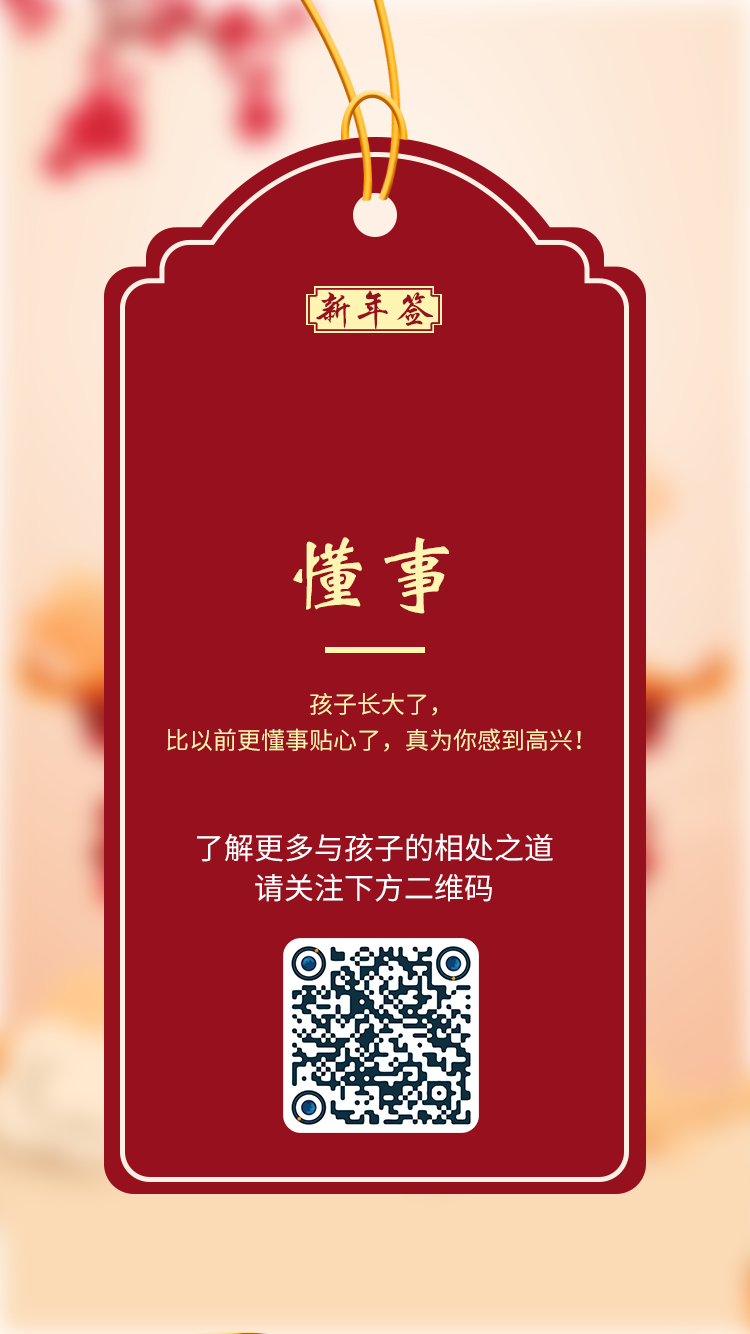 新年签
懂事
孩子长大了，
比以前更懂事贴心了，真为你感到高兴！
了解更多与孩子的相处之道
请关注下方二维码